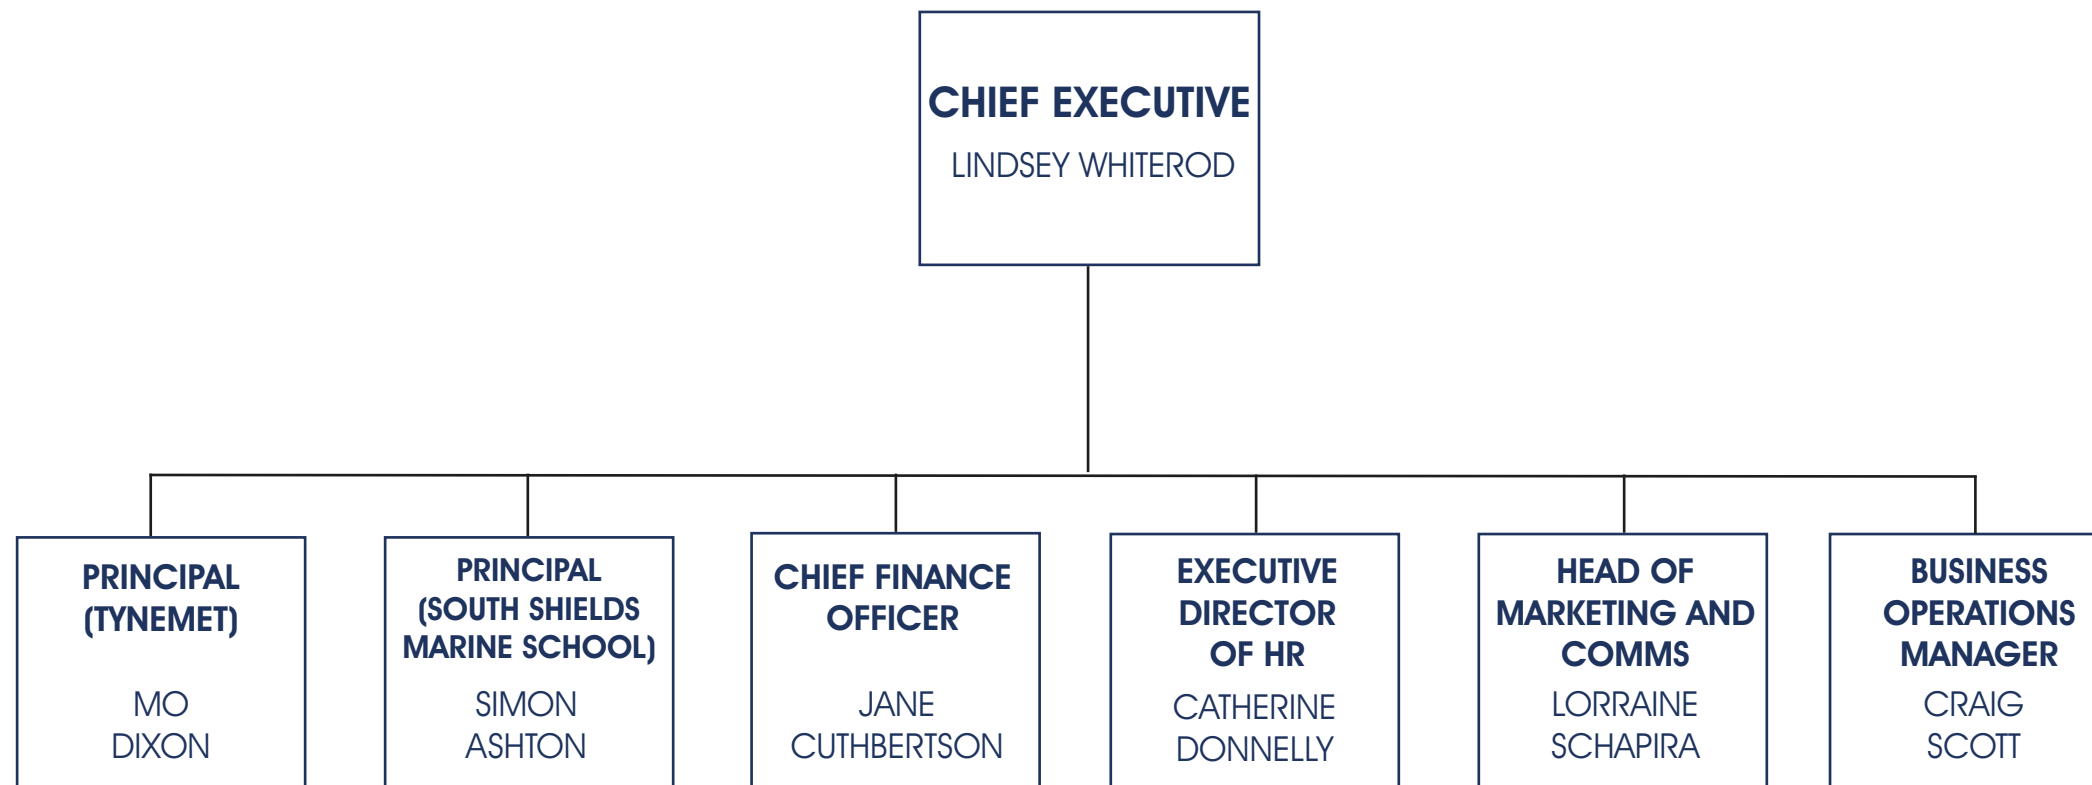 CHIEF EXECUTIVE
LINDSEY WHITEROD
PRINCIPAL
(TYNEMET)
MO
DIXON
PRINCIPAL
(SOUTH SHIELDS
MARINE SCHOOL)
SIMON
ASHTON
CHIEF FINANCE
OFFICER
JANE
CUTHBERTSON
EXECUTIVE
DIRECTOR
OF HR
CATHERINE
DONNELLY
HEAD OF
MARKETING AND
COMMS
LORRAINE
SCHAPIRA
BUSINESS
OPERATIONS
MANAGER
CRAIG
SCOTT